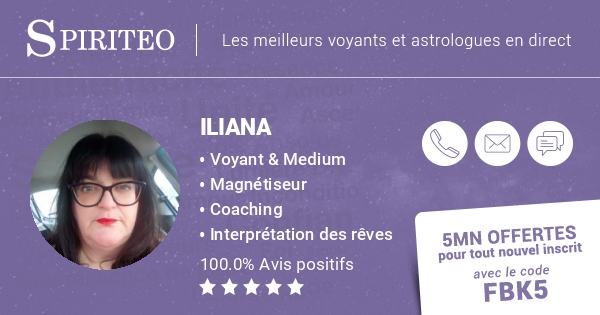 SPIRITEO
Les meilleurs voyants et astrologues en direct
ILIANA
• Voyant & Medium
• Magnétiseur
• Coaching
• Interprétation des rêves
100.0% Avis positifs
5MN OFFERTES
pour tout nouvel inscrit
avec le code
FBK5